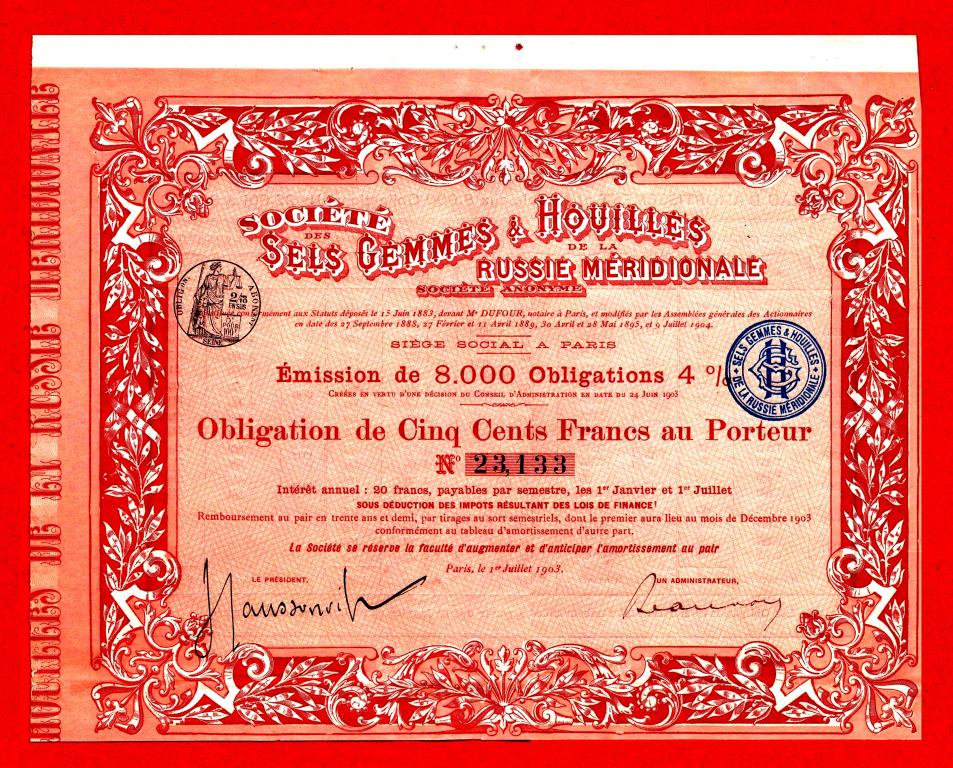 SOCIÉTÉ
DES
SELS GEMMES & HOUILLES
DE LA
RUSSIE MÉRIDIONALE
SOCIÉTÉ ANONYME
conformément aux Statuts déposés le 15 Juin 1883, devant Mᵉ DUFOUR, notaire à Paris, et modifiés par les Assemblées générales des Actionnaires
en date des 27 Septembre 1888, 27 Février et 11 Avril 1889, 30 Avril et 28 Mai 1895, et 9 Juillet 1904.
SIÈGE SOCIAL A PARIS
Émission de 8.000 Obligations 4 %
CRÉÉES EN VERTU D'UNE DÉCISION DU CONSEIL D'ADMINISTRATION EN DATE DU 24 JUIN 1903
Obligation de Cinq Cents Francs au Porteur
Nº 23,133
Intérêt annuel : 20 francs, payables par semestre, les 1ᵉʳ Janvier et 1ᵉʳ Juillet
SOUS DÉDUCTION DES IMPOTS RÉSULTANT DES LOIS DE FINANCE
Remboursement au pair en trente ans et demi, par tirages au sort semestriels, dont le premier aura lieu au mois de Décembre 1903
conformément au tableau d'amortissement d'autre part.
La Société se réserve la faculté d'augmenter et d'anticiper l'amortissement au pair
Paris, le 1ᵉʳ Juillet 1903.
LE PRÉSIDENT,
UN ADMINISTRATEUR,
SELS GEMMES & HOUILLES
DE LA RUSSIE MÉRIDIONALE
SEINE